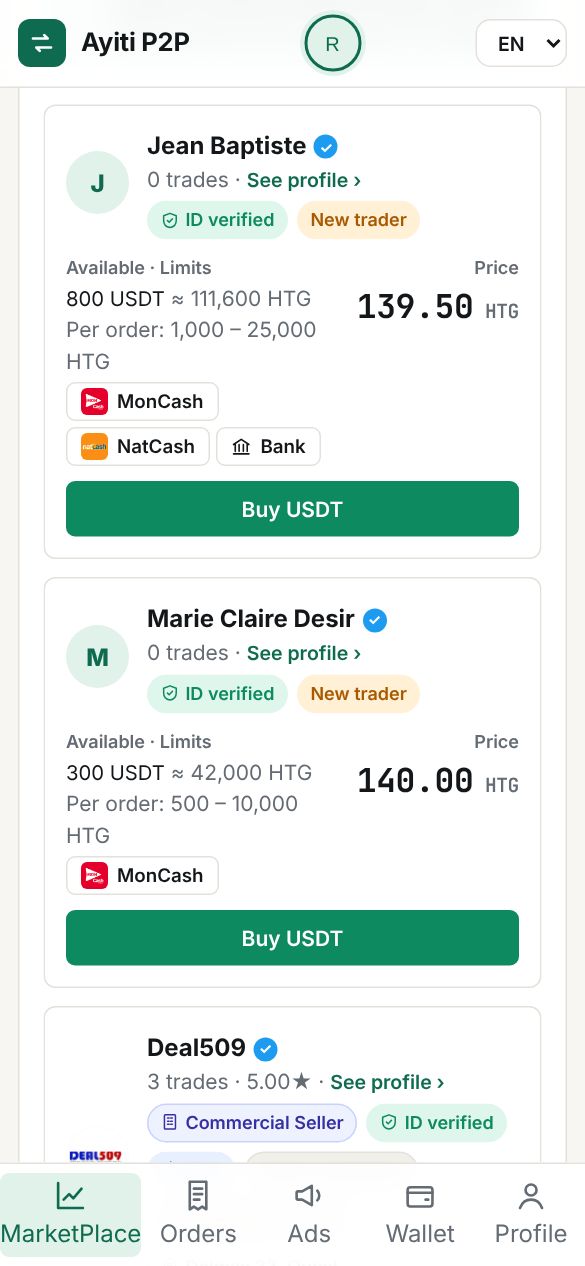 Ayiti P2P
R
EN
J
Jean Baptiste
0 trades · See profile ›
ID verified
New trader
Available · Limits
Price
800 USDT ≈ 111,600 HTG
139.50 HTG
Per order: 1,000 – 25,000
HTG
MonCash
NatCash
Bank
Buy USDT
M
Marie Claire Desir
0 trades · See profile ›
ID verified
New trader
Available · Limits
Price
300 USDT ≈ 42,000 HTG
140.00 HTG
Per order: 500 – 10,000
HTG
MonCash
Buy USDT
Deal509
3 trades · 5.00★ · See profile ›
Commercial Seller
ID verified
DEAL509
MarketPlace
Orders
Ads
Wallet
Profile